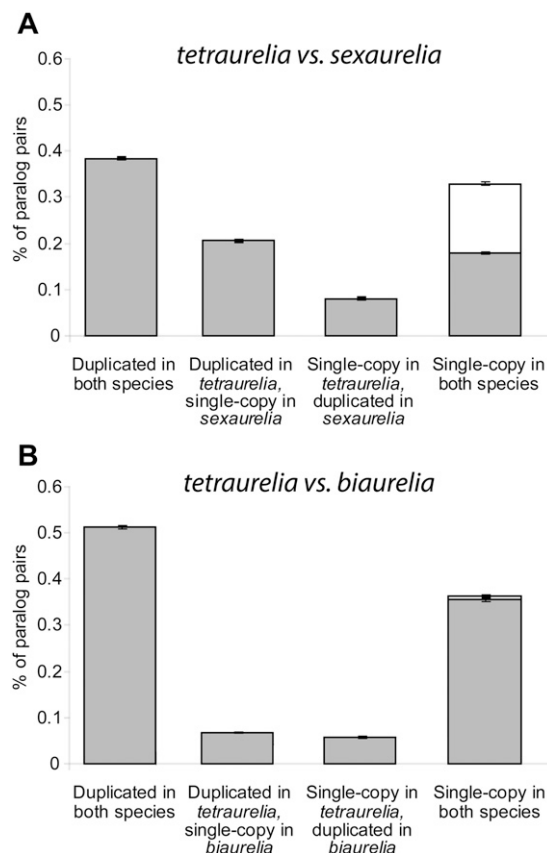 A
tetraurelia vs. sexaurelia
% of paralog pairs
0.6
0.5
0.4
0.3
0.2
0.1
0
Duplicated in
both species
Duplicated in
tetraurelia,
single-copy in
sexaurelia
Single-copy in
tetraurelia,
duplicated in
sexaurelia
Single-copy in
both species
B
tetraurelia vs. biaurelia
% of paralog pairs
0.6
0.5
0.4
0.3
0.2
0.1
0
Duplicated in
both species
Duplicated in
tetraurelia,
single-copy in
biaurelia
Single-copy in
tetraurelia,
duplicated in
biaurelia
Single-copy in
both species